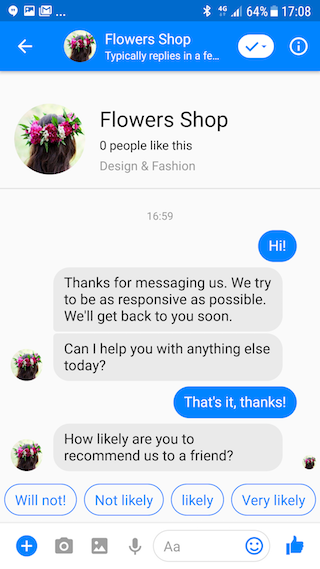 ... 4G 64% 17:08
Flowers Shop
Typically replies in a fe...
Flowers Shop
0 people like this
Design & Fashion
16:59
Hi!
Thanks for messaging us. We try
to be as responsive as possible.
We'll get back to you soon.
Can I help you with anything else
today?
That's it, thanks!
How likely are you to
recommend us to a friend?
Will not! Not likely likely Very likely
Aa